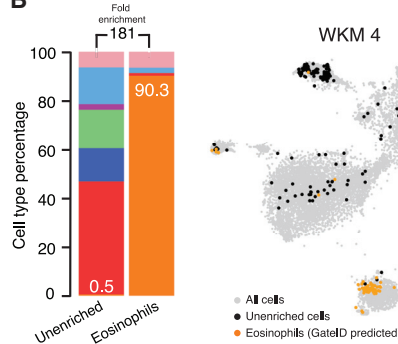 B
Fold
enrichment
181
WKM 4
Cell type percentage
100
80
60
40
20
0
90.3
0.5
Unenriched
Eosinophils
All cells
Unenriched cells
Eosinophils (GateID predicted